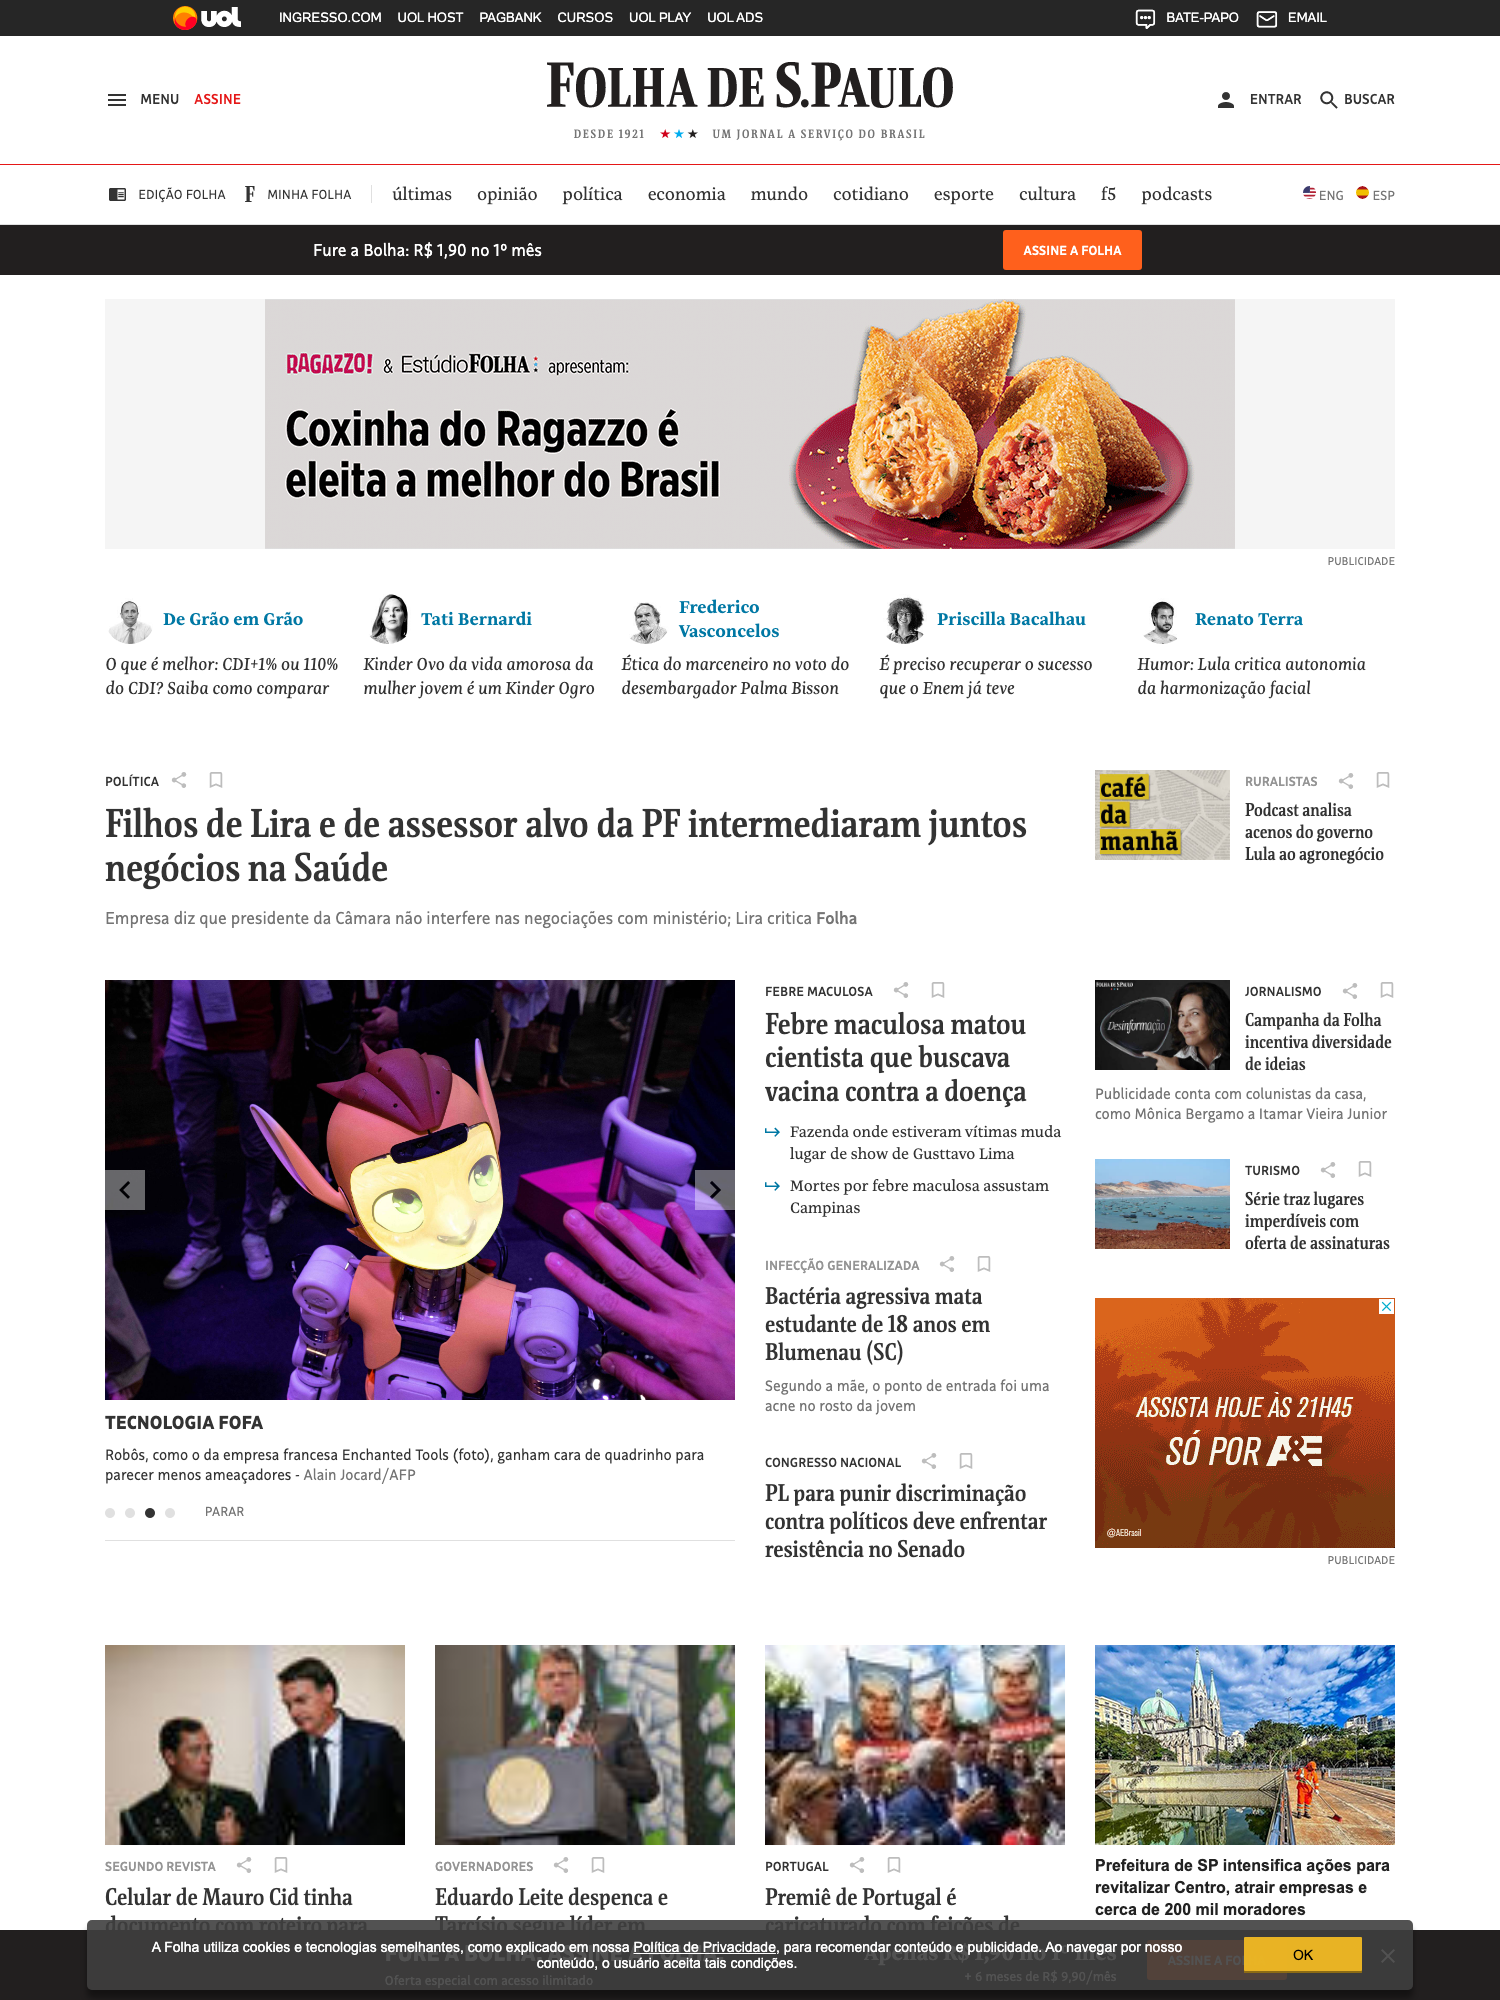 uol
INGRESSO.COM UOL HOST PAGBANK CURSOS UOL PLAY UOL ADS BATE-PAPO EMAIL
MENU ASSINE
FOLHA DE S.PAULO
DESDE 1921 ★★★ UM JORNAL A SERVIÇO DO BRASIL
ENTRAR BUSCAR
EDIÇÃO FOLHA F MINHA FOLHA últimas opinião política economia mundo cotidiano esporte cultura f5 podcasts ENG ESP
Fure a Bolha: R$ 1,90 no 1º mês ASSINE A FOLHA
RAGAZZO! & EstúdioFOLHA apresentam:
Coxinha do Ragazzo é
eleita a melhor do Brasil
PUBLICIDADE
De Grão em Grão
O que é melhor: CDI+1% ou 110%
do CDI? Saiba como comparar
Tati Bernardi
Kinder Ovo da vida amorosa da
mulher jovem é um Kinder Ogro
Frederico
Vasconcelos
Ética do marceneiro no voto do
desembargador Palma Bisson
Priscilla Bacalhau
É preciso recuperar o sucesso
que o Enem já teve
Renato Terra
Humor: Lula critica autonomia
da harmonização facial
POLÍTICA
Filhos de Lira e de assessor alvo da PF intermediaram juntos
negócios na Saúde
Empresa diz que presidente da Câmara não interfere nas negociações com ministério; Lira critica Folha
café
da
manhã
RURALISTAS
Podcast analisa
acenos do governo
Lula ao agronegócio
TECNOLOGIA FOFA
Robôs, como o da empresa francesa Enchanted Tools (foto), ganham cara de quadrinho para
parecer menos ameaçadores - Alain Jocard/AFP
PARAR
FEBRE MACULOSA
Febre maculosa matou
cientista que buscava
vacina contra a doença
Fazenda onde estiveram vítimas muda
lugar de show de Gusttavo Lima
Mortes por febre maculosa assustam
Campinas
INFECÇÃO GENERALIZADA
Bactéria agressiva mata
estudante de 18 anos em
Blumenau (SC)
Segundo a mãe, o ponto de entrada foi uma
acne no rosto da jovem
CONGRESSO NACIONAL
PL para punir discriminação
contra políticos deve enfrentar
resistência no Senado
FOLHA DE S.PAULO
Desinformação
JORNALISMO
Campanha da Folha
incentiva diversidade
de ideias
Publicidade conta com colunistas da casa,
como Mônica Bergamo a Itamar Vieira Junior
TURISMO
Série traz lugares
imperdíveis com
oferta de assinaturas
ASSISTA HOJE ÀS 21H45
SÓ POR A&E
@AEBrasil
PUBLICIDADE
SEGUNDO REVISTA
Celular de Mauro Cid tinha
documento com roteiro para
GOVERNADORES
Eduardo Leite despenca e
Tarcísio segue líder em
PORTUGAL
Premiê de Portugal é
caricaturado com feições de
Prefeitura de SP intensifica ações para
revitalizar Centro, atrair empresas e
cerca de 200 mil moradores
A Folha utiliza cookies e tecnologias semelhantes, como explicado em nossa Política de Privacidade, para recomendar conteúdo e publicidade. Ao navegar por nosso
conteúdo, o usuário aceita tais condições.
OK
Oferta especial com acesso ilimitado
Apenas R$ 1,90 no 1º mês
+ 6 meses de R$ 9,90/mês
ASSINE A FO